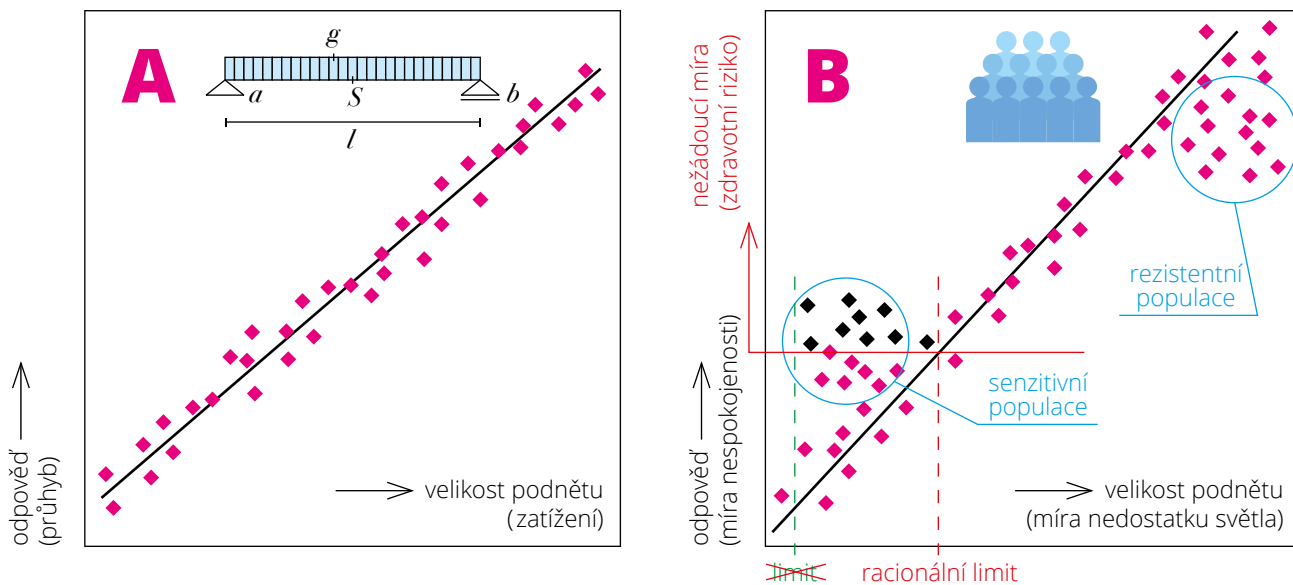 A
g
a
S
b
l
odpověď
(průhyb)
velikost podnětu
(zatížení)
B
nežádoucí míra
(zdravotní riziko)
rezistentní
populace
senzitivní
populace
odpověď
(míra nespokojenosti)
velikost podnětu
(míra nedostatku světla)
limit
racionální limit